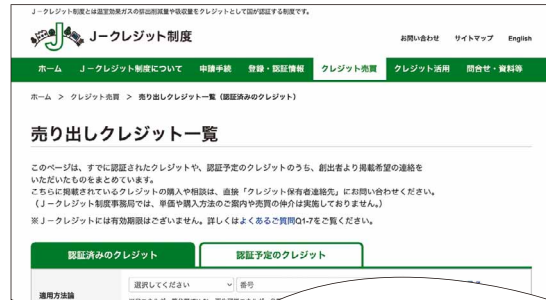 Ｊ−クレジット制度とは温室効果ガスの排出削減量や吸収量をクレジットとして国が認証する制度です。
J－クレジット制度
お問い合わせ サイトマップ English
ホーム J－クレジット制度について 申請手続 登録・認証情報 クレジット売買 クレジット活用 問合せ・資料等
ホーム ＞ クレジット売買 ＞ 売り出しクレジット一覧（認証済みのクレジット）
売り出しクレジット一覧
このページは、すでに認証されたクレジットや、認証予定のクレジットのうち、創出者より掲載希望の連絡を
いただいたものをまとめています。
こちらに掲載されているクレジットの購入や相談は、直接「クレジット保有者連絡先」にお問い合わせください。
（Ｊ−クレジット制度事務局では、単価や購入方法のご案内や売買の仲介は実施しておりません。）
※Ｊ−クレジットには有効期限はございません。詳しくはよくあるご質問Q1-7をご覧ください。
認証済みのクレジット 認証予定のクレジット
選択してください 番号
適用方法論